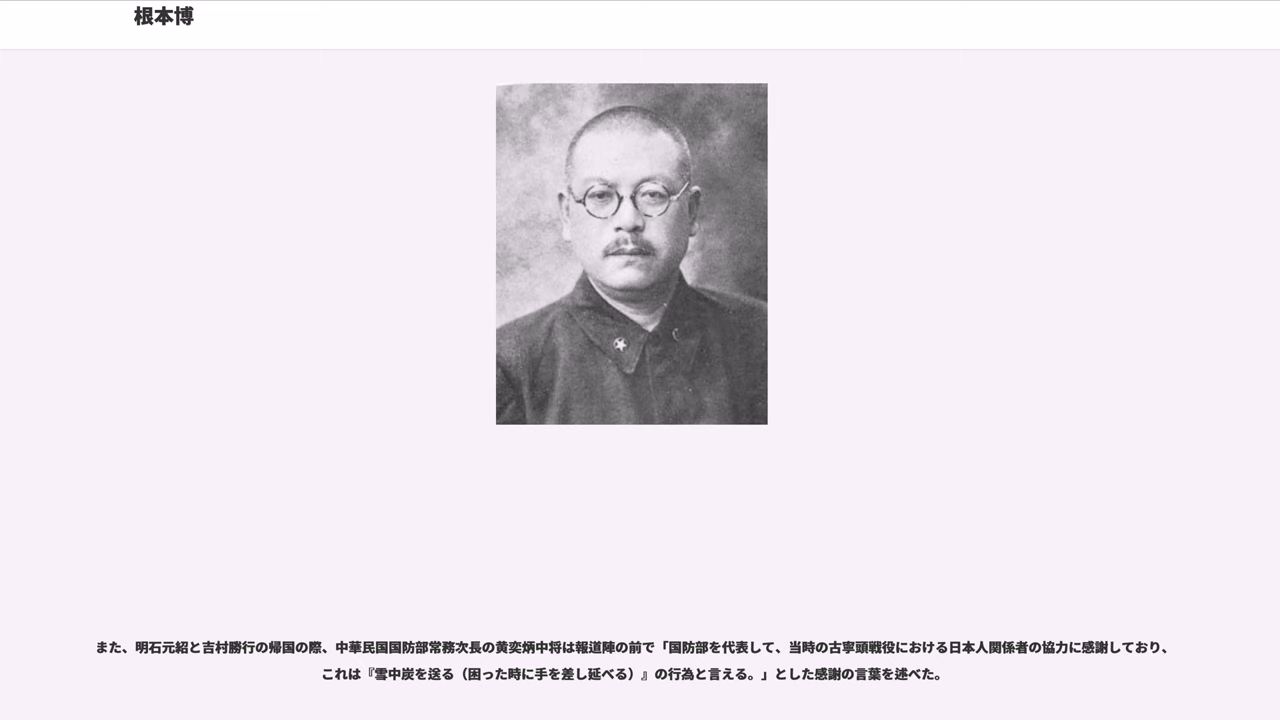 根本博
また、明石元紹と吉村勝行の帰国の際、中華民国国防部常務次長の黄奕炳中将は報道陣の前で「国防部を代表して、当時の古寧頭戦役における日本人関係者の協力に感謝しており、
これは『雪中炭を送る（困った時に手を差し延べる）』の行為と言える。」とした感謝の言葉を述べた。